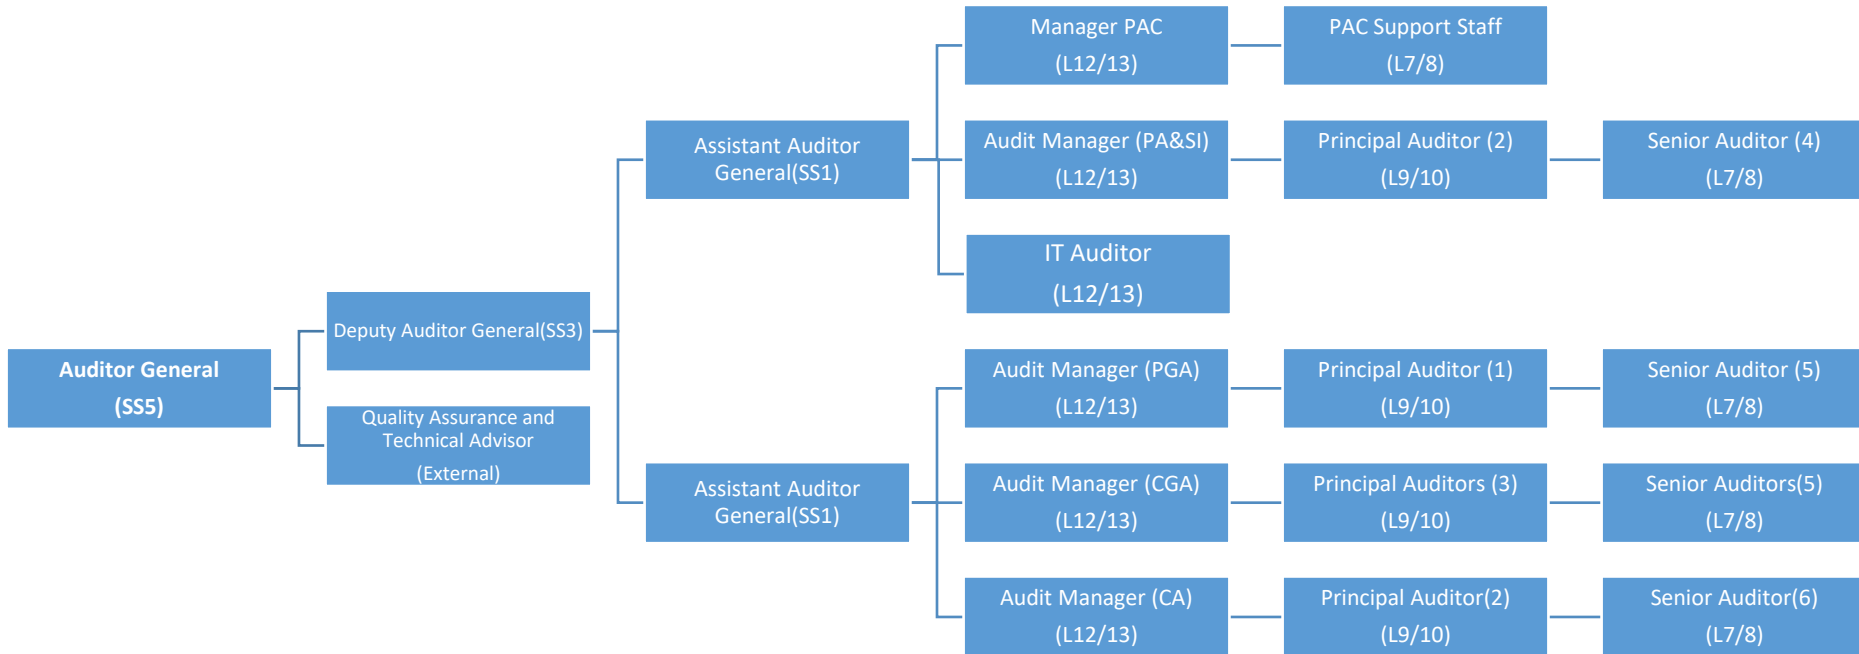 Auditor General
(SS5)
Deputy Auditor General(SS3)
Quality Assurance and
Technical Advisor
(External)
Assistant Auditor
General(SS1)
Manager PAC
(L12/13)
PAC Support Staff
(L7/8)
Audit Manager (PA&SI)
(L12/13)
Principal Auditor (2)
(L9/10)
Senior Auditor (4)
(L7/8)
IT Auditor
(L12/13)
Assistant Auditor
General(SS1)
Audit Manager (PGA)
(L12/13)
Principal Auditor (1)
(L9/10)
Senior Auditor (5)
(L7/8)
Audit Manager (CGA)
(L12/13)
Principal Auditors (3)
(L9/10)
Senior Auditors(5)
(L7/8)
Audit Manager (CA)
(L12/13)
Principal Auditor(2)
(L9/10)
Senior Auditor(6)
(L7/8)